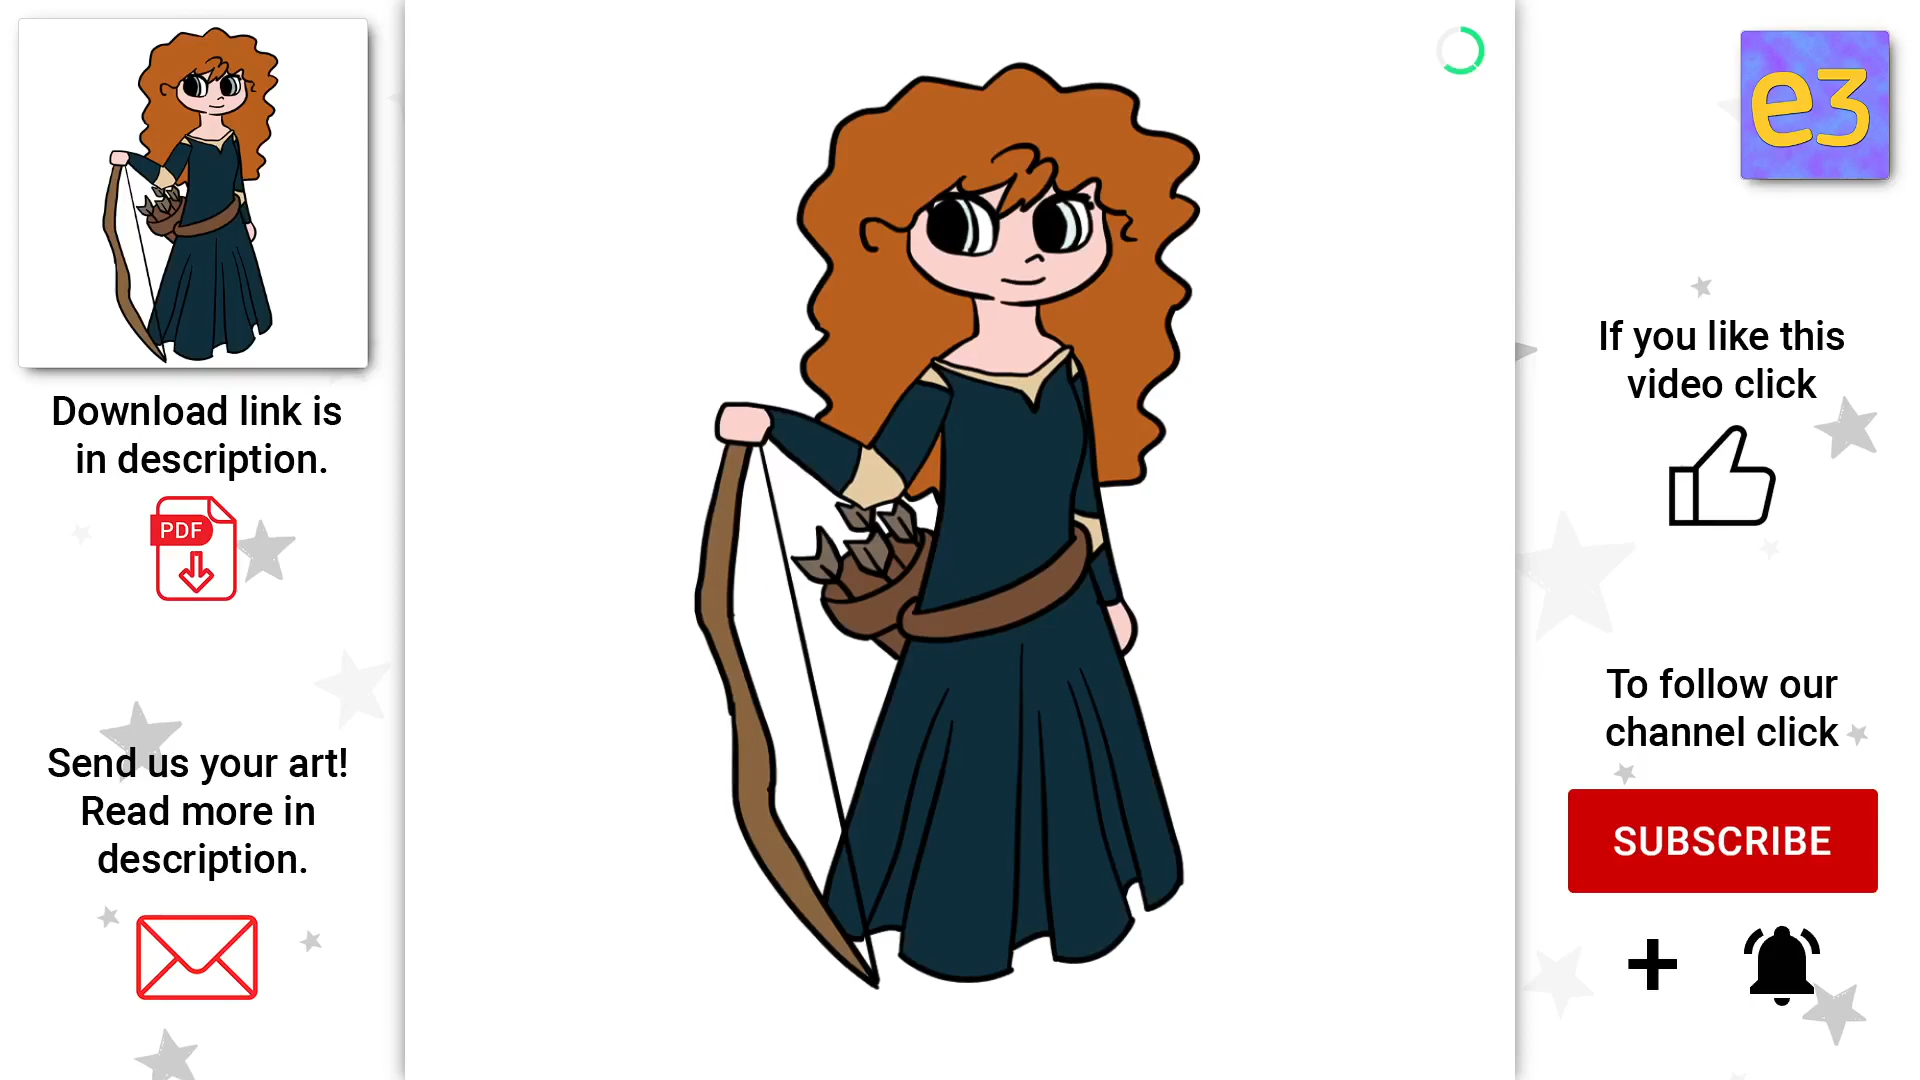 Download link is
in description.
PDF
Send us your art!
Read more in
description.
e3
If you like this
video click
To follow our
channel click
SUBSCRIBE